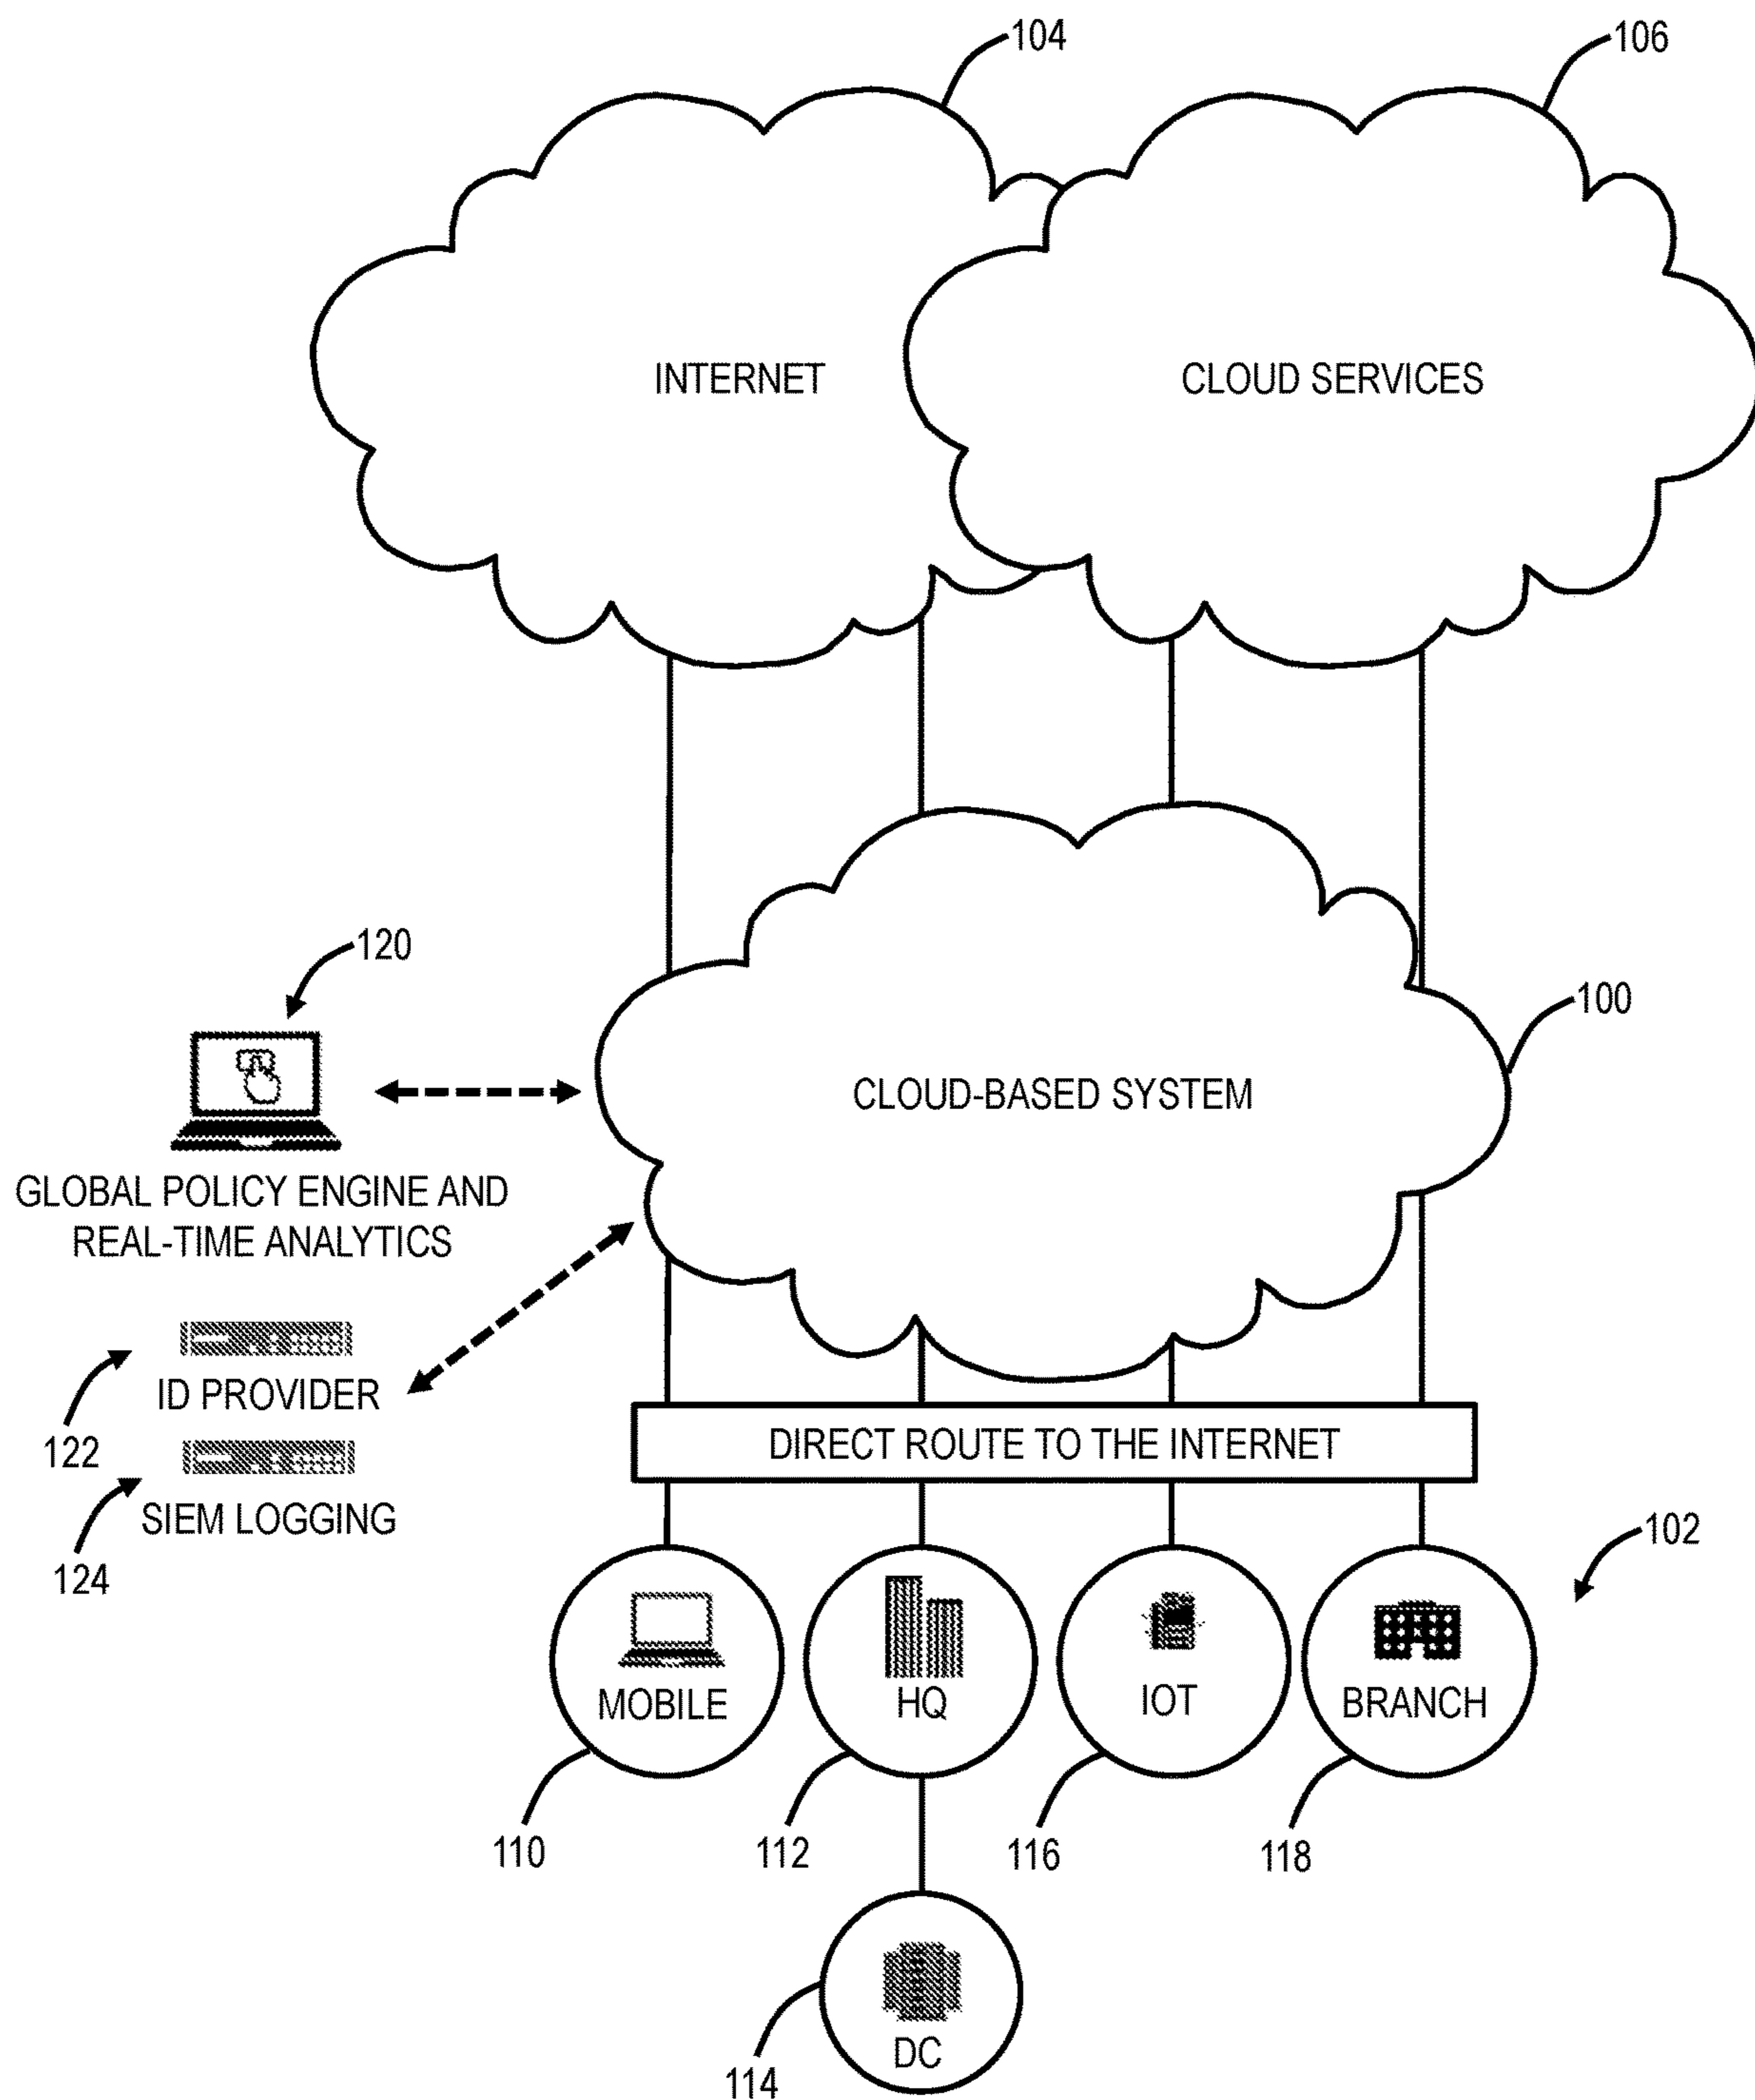 104
106
INTERNET
CLOUD SERVICES
120
100
CLOUD-BASED SYSTEM
GLOBAL POLICY ENGINE AND
REAL-TIME ANALYTICS
ID PROVIDER
122
DIRECT ROUTE TO THE INTERNET
SIEM LOGGING
124
102
MOBILE
HQ
IOT
BRANCH
110
112
116
118
DC
114